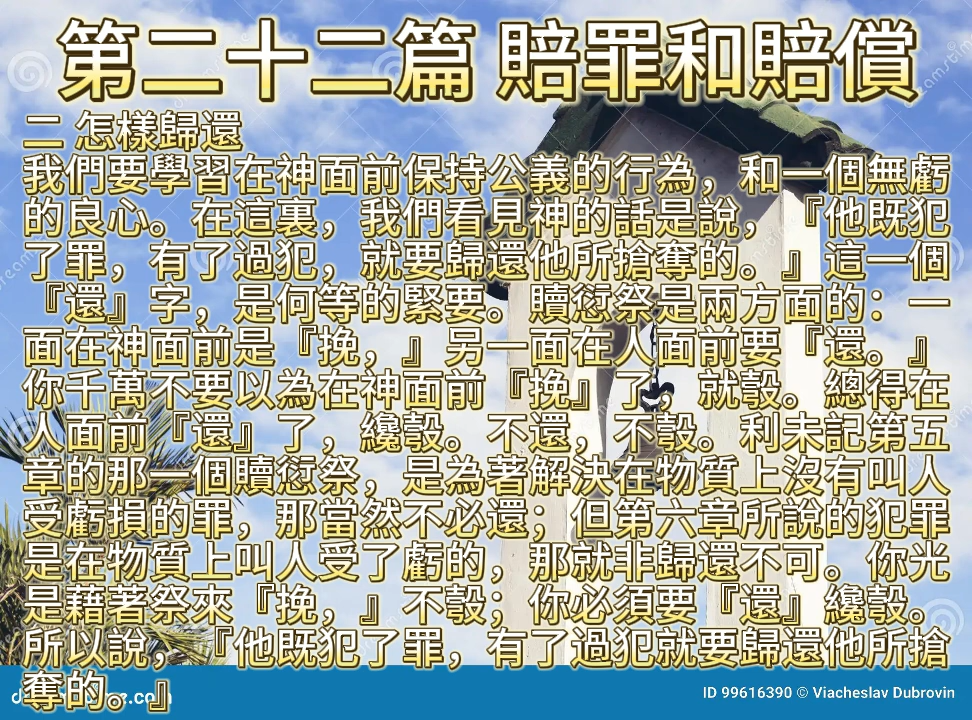 第二十二篇 賠罪和賠償
二 怎樣歸還
我們要學習在神面前保持公義的行為，和一個無虧
的良心。在這裏，我們看見神的話是說，『他既犯
了罪，有了過犯，就要歸還他所搶奪的。』這一個
『還』字，是何等的緊要。贖愆祭是兩方面的：一
面在神面前是『挽，』另一面在人面前要『還。』
你千萬不要以為在神面前『挽』了，就彀。總得在
人面前『還』了，纔彀。不還，不彀。利未記第五
章的那一個贖愆祭，是為著解決在物質上沒有叫人
受虧損的罪，那當然不必還；但第六章所說的犯罪
是在物質上叫人受了虧的，那就非歸還不可。你光
是藉著祭來『挽，』不彀；你必須要『還』纔彀。
所以說，『他既犯了罪，有了過犯就要歸還他所搶
奪的。』
ID 99616390 © Viacheslav Dubrovin